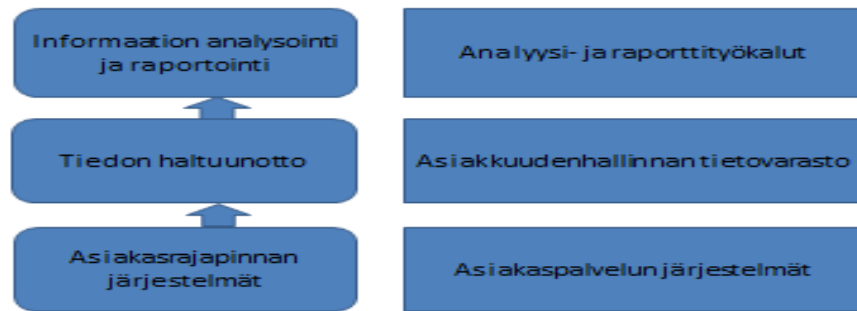 Informaation analysointi
ja raportointi
Analyysi- ja raporttityökalut
Tiedon haltuunotto
Asiakkuudenhallinnan tietovarasto
Asiakasrajapinnan
järjestelmät
Asiakaspalvelun järjestelmät